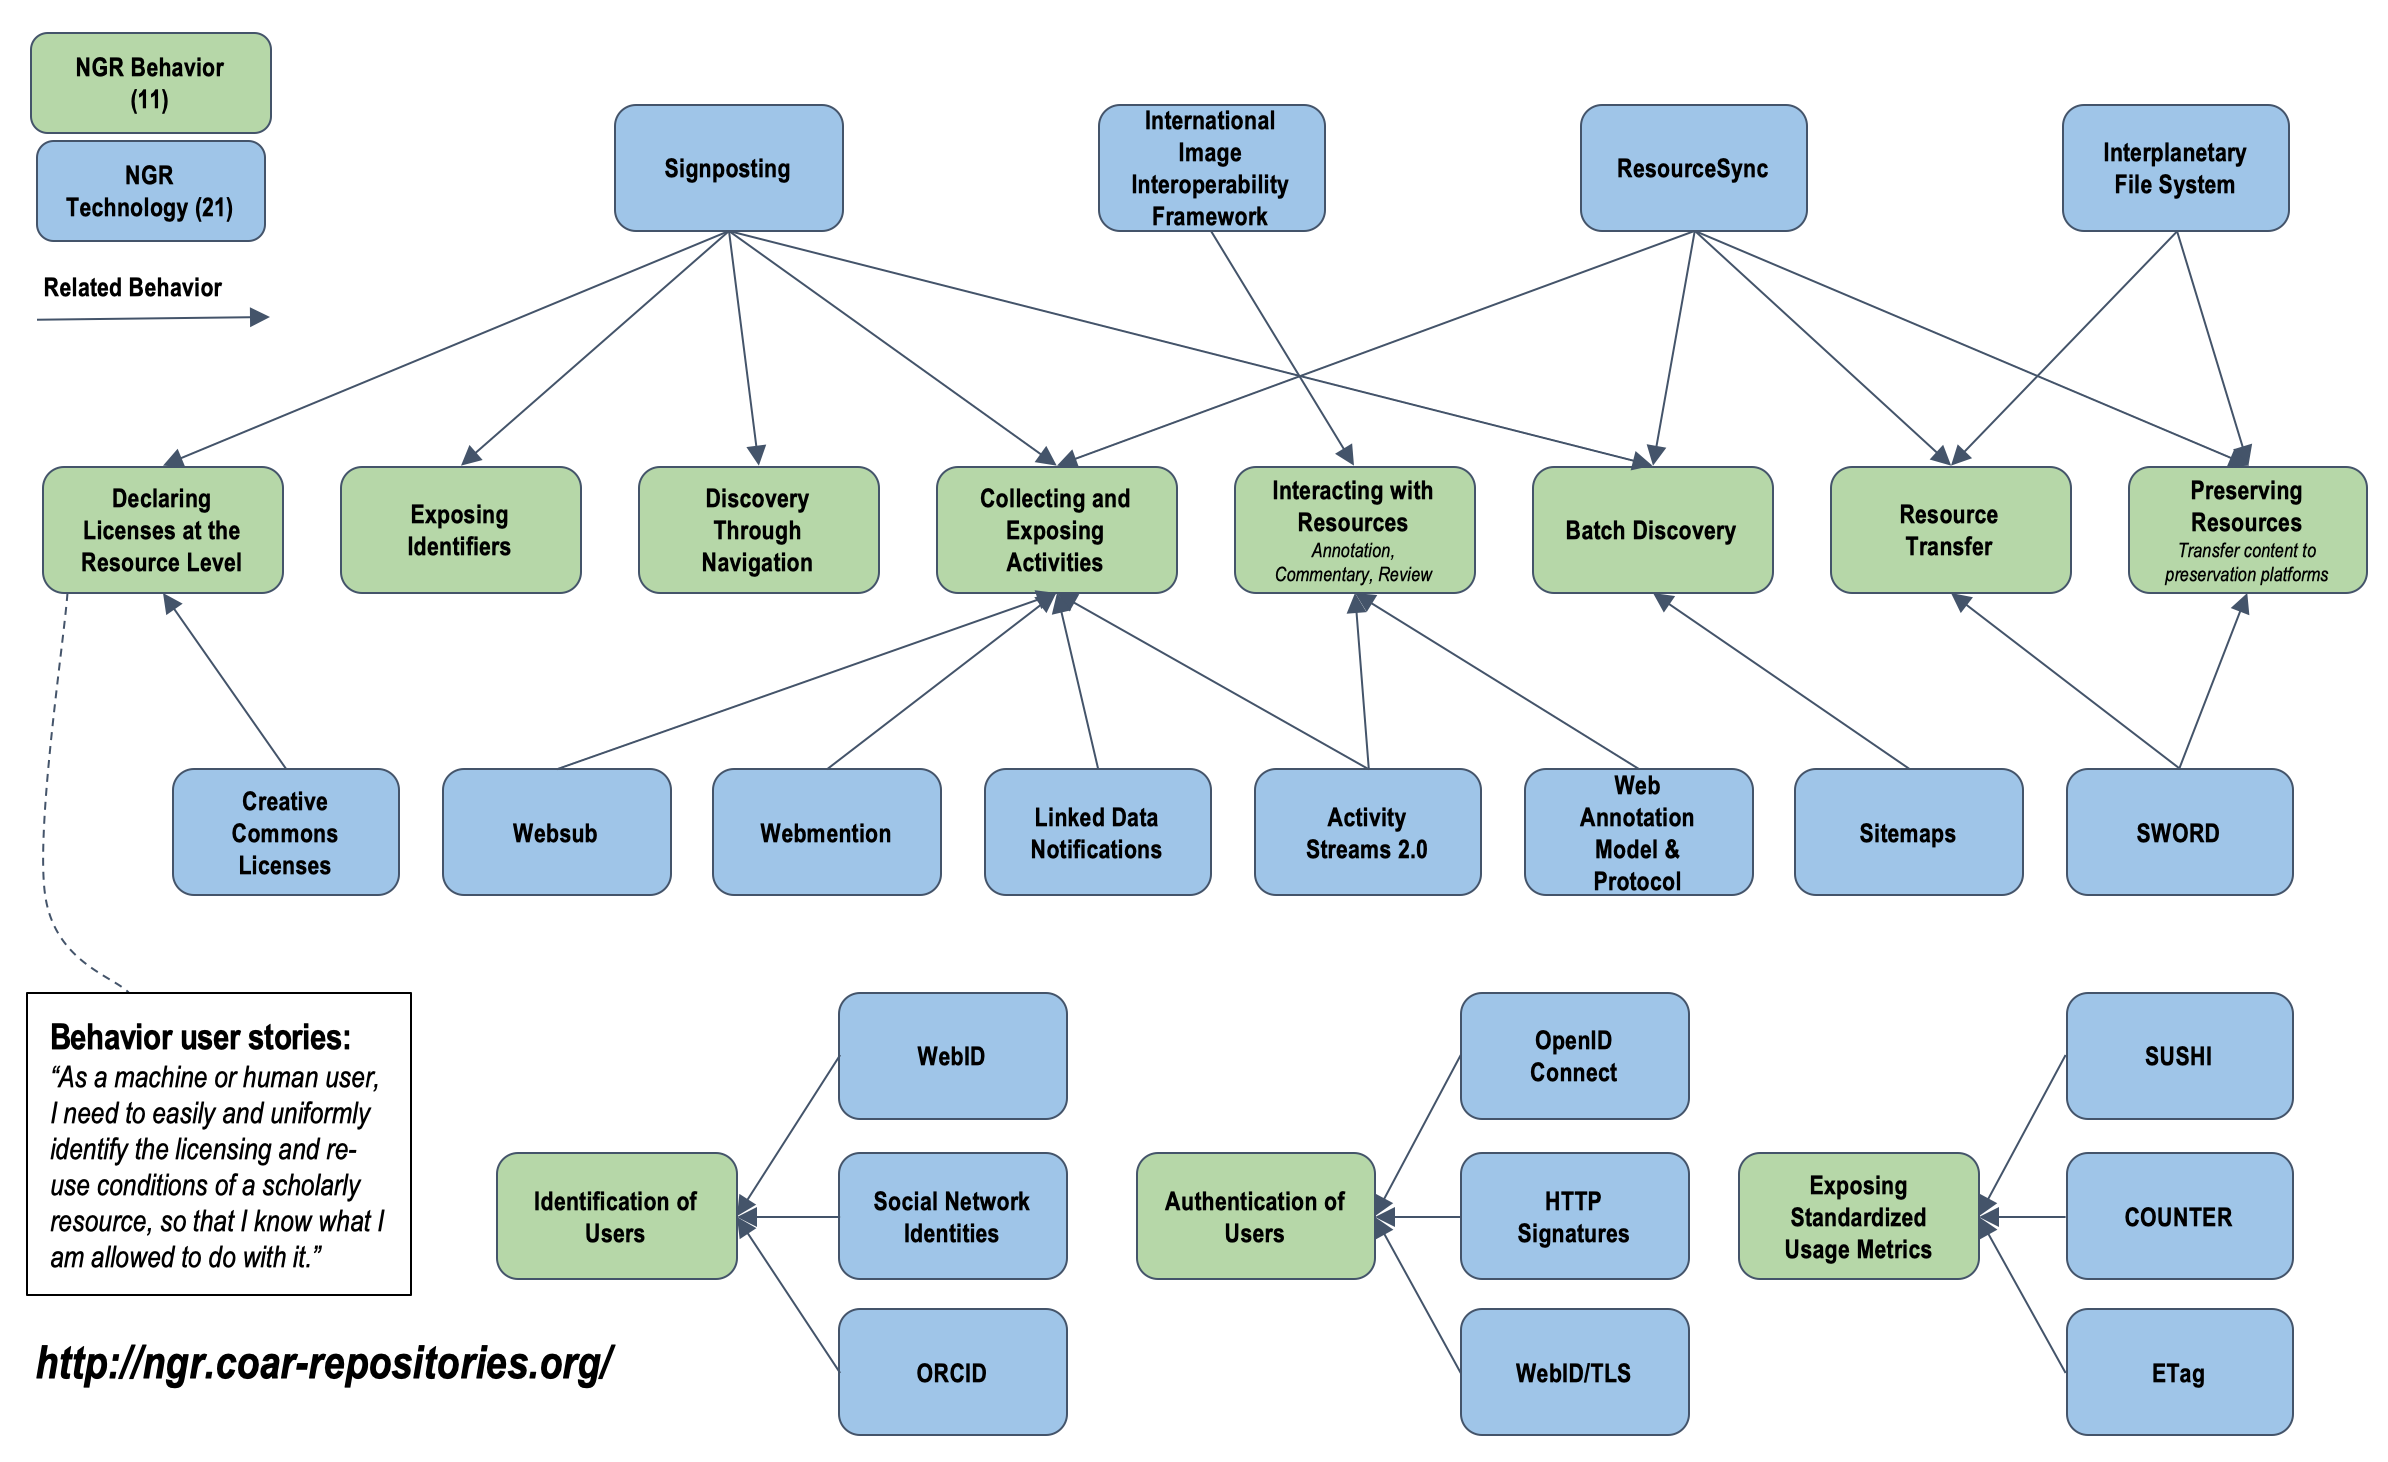 NGR Behavior
(11)
NGR
Technology (21)
Related Behavior
Signposting
International
Image
Interoperability
Framework
ResourceSync
Interplanetary
File System
Declaring
Licenses at the
Resource Level
Exposing
Identifiers
Discovery
Through
Navigation
Collecting and
Exposing
Activities
Interacting with
Resources
Annotation,
Commentary, Review
Batch Discovery
Resource
Transfer
Preserving
Resources
Transfer content to
preservation platforms
Creative
Commons
Licenses
Websub
Webmention
Linked Data
Notifications
Activity
Streams 2.0
Web
Annotation
Model &
Protocol
Sitemaps
SWORD
Behavior user stories:
“As a machine or human user,
I need to easily and uniformly
identify the licensing and re-
use conditions of a scholarly
resource, so that I know what I
am allowed to do with it.”
http://ngr.coar-repositories.org/
Identification of
Users
WebID
Social Network
Identities
ORCID
Authentication of
Users
OpenID
Connect
HTTP
Signatures
WebID/TLS
Exposing
Standardized
Usage Metrics
SUSHI
COUNTER
ETag